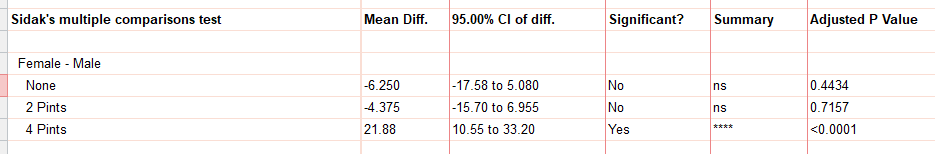 Sidak's multiple comparisons test Mean Diff. 95.00% CI of diff. Significant? Summary Adjusted P Value
Female - Male
None -6.250 -17.58 to 5.080 No ns 0.4434
2 Pints -4.375 -15.70 to 6.955 No ns 0.7157
4 Pints 21.88 10.55 to 33.20 Yes **** <0.0001